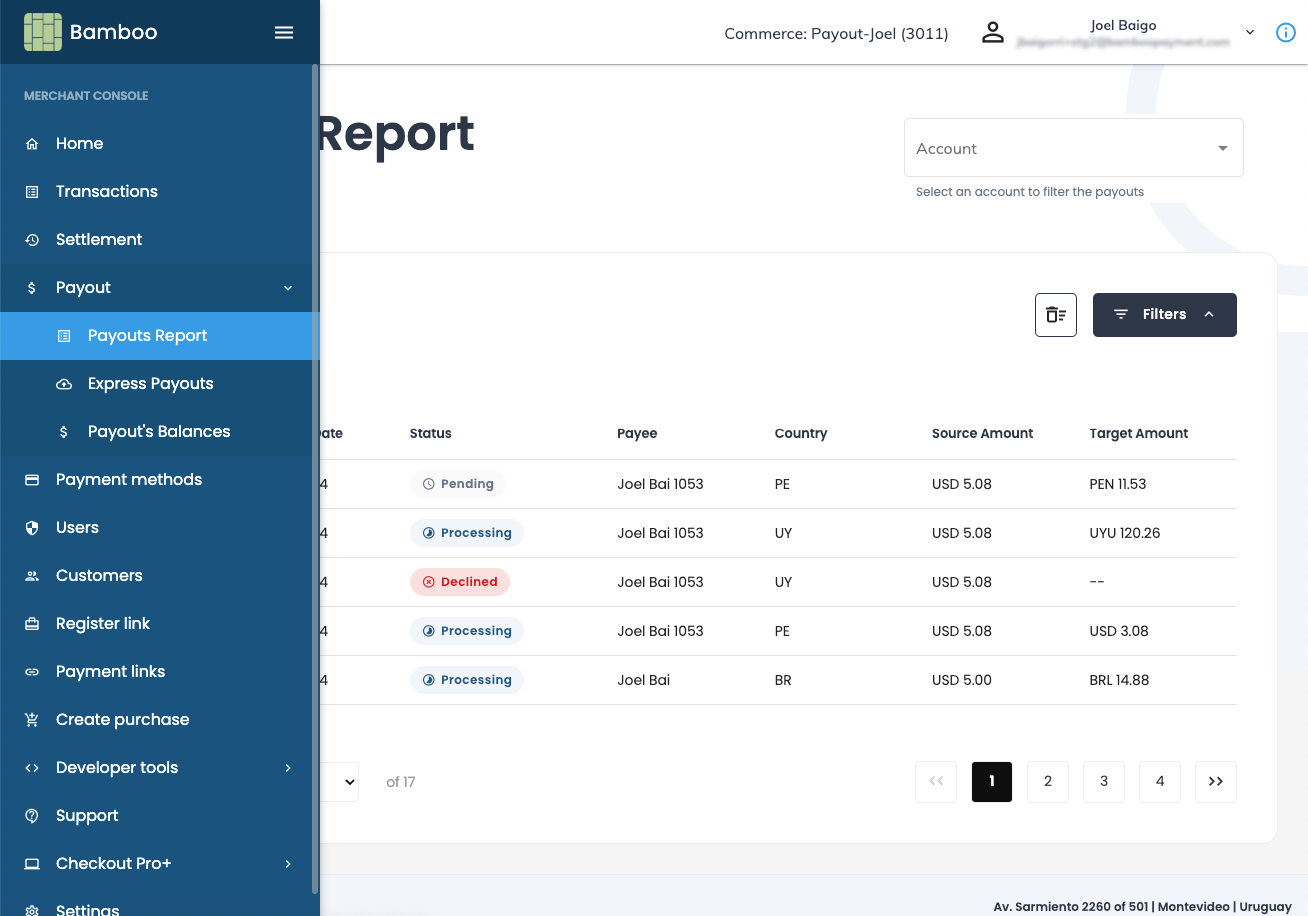 Bamboo
Commerce: Payout-Joel (3011)
Joel Baigo
MERCHANT CONSOLE
Home
Transactions
Settlement
Payout
Payouts Report
Express Payouts
Payout's Balances
Payment methods
Users
Customers
Register link
Payment links
Create purchase
Developer tools
Support
Checkout Pro+
Settings
Report
Account
Select an account to filter the payouts
Filters
Status Payee Country Source Amount Target Amount
4 Pending Joel Bai 1053 PE USD 5.08 PEN 11.53
4 Processing Joel Bai 1053 UY USD 5.08 UYU 120.26
4 Declined Joel Bai 1053 UY USD 5.08 --
4 Processing Joel Bai 1053 PE USD 5.08 USD 3.08
4 Processing Joel Bai BR USD 5.00 BRL 14.88
of 17
<< 1 2 3 4 >>
Av. Sarmiento 2260 of 501 | Montevideo | Uruguay